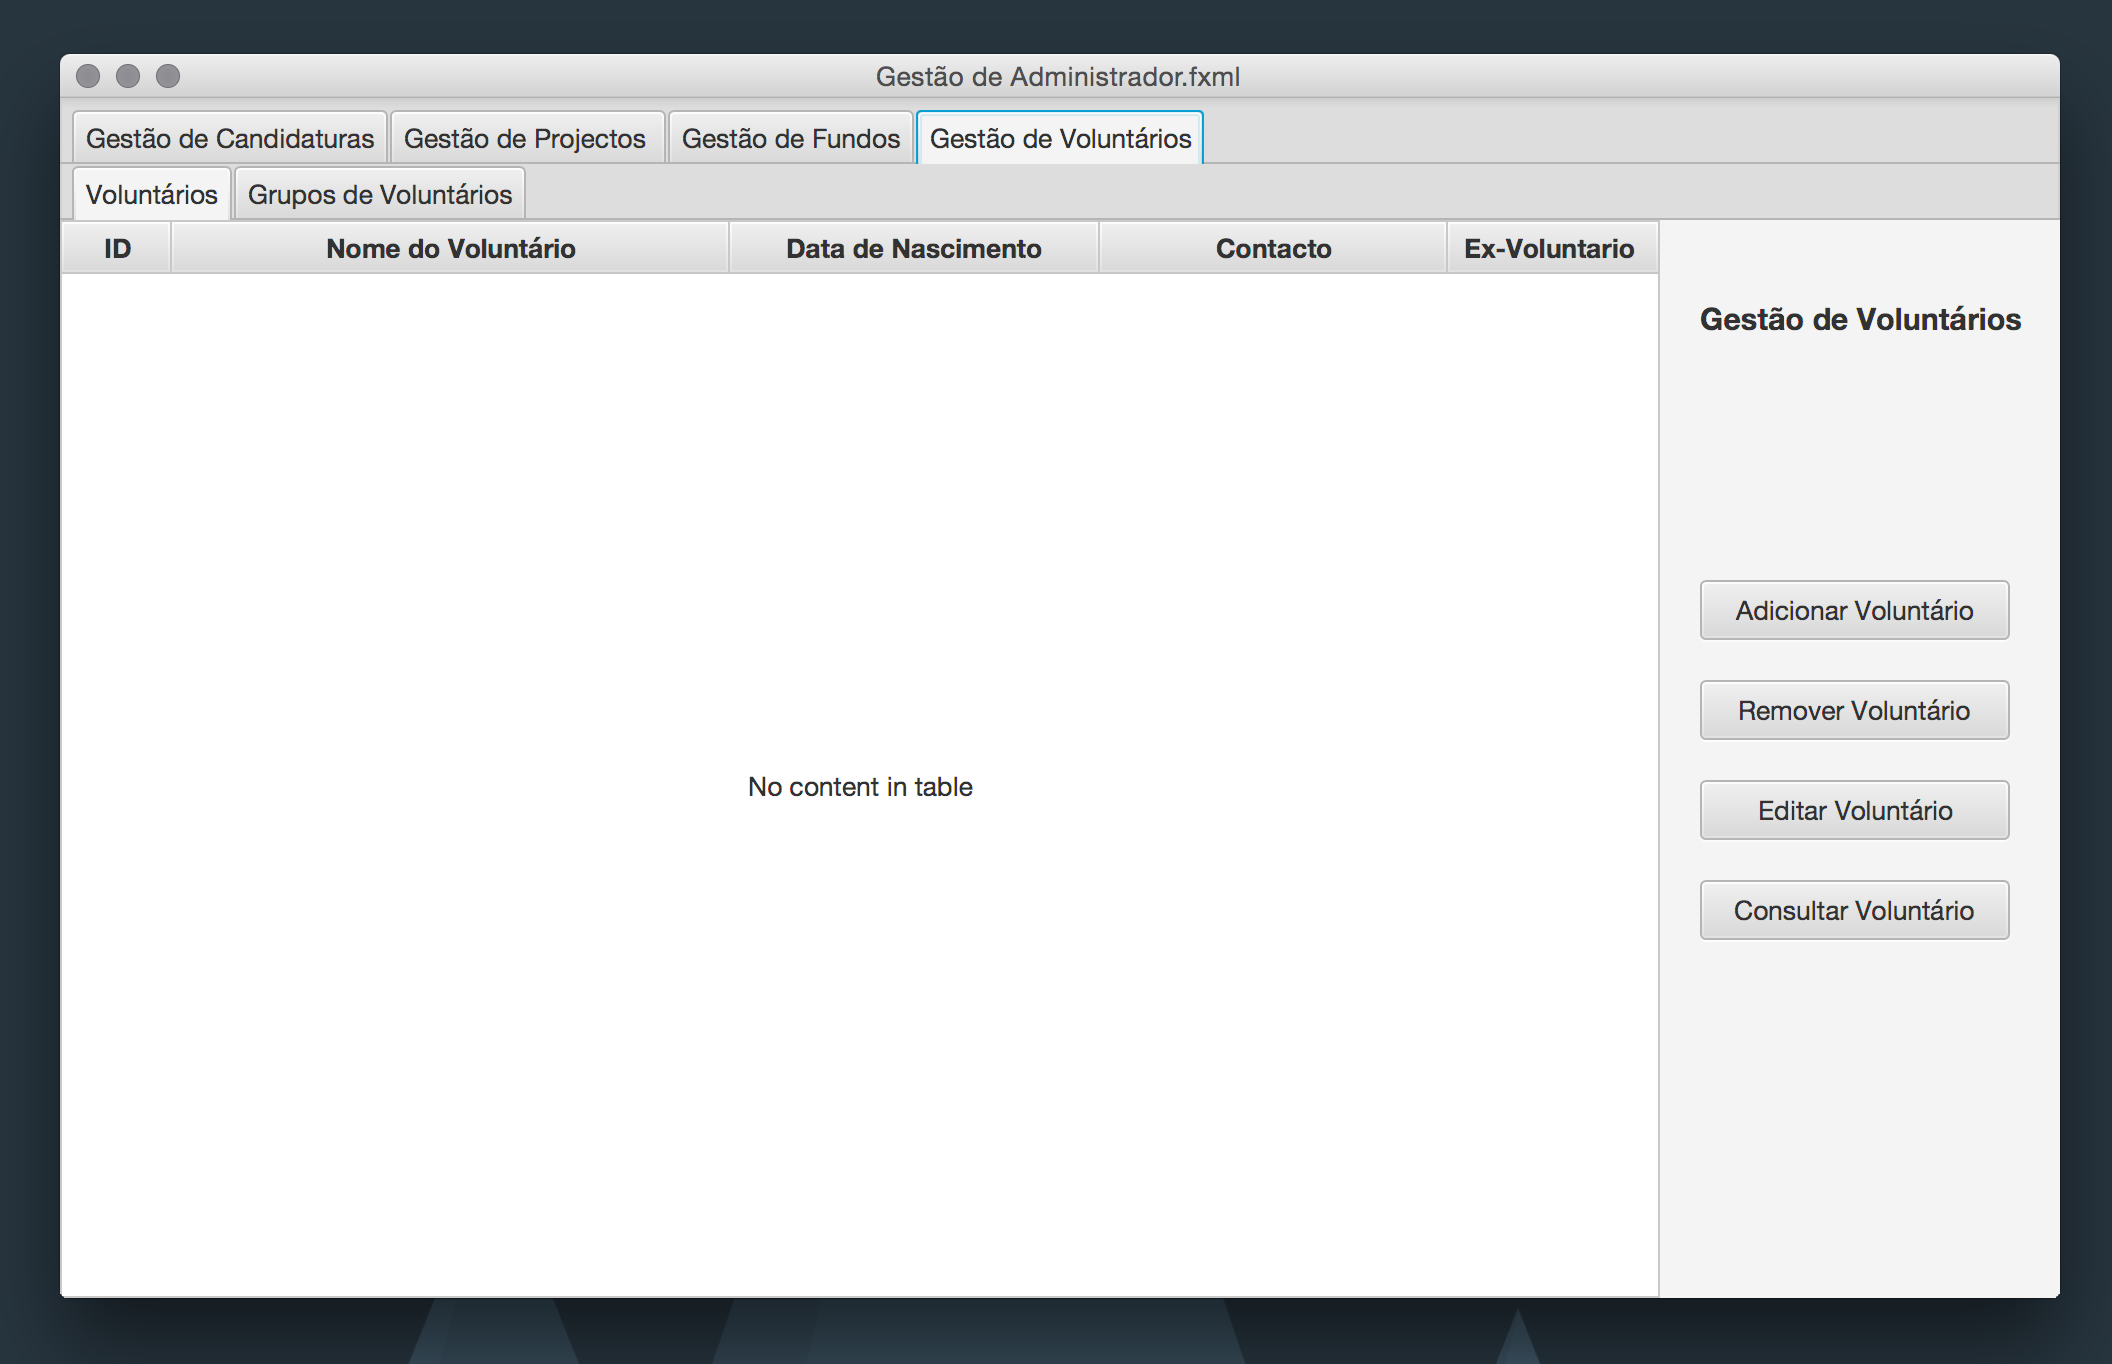 Gestão de Administrador.fxml
Gestão de Candidaturas Gestão de Projectos Gestão de Fundos Gestão de Voluntários
Voluntários Grupos de Voluntários
ID Nome do Voluntário Data de Nascimento Contacto Ex-Voluntario
Gestão de Voluntários
Adicionar Voluntário
Remover Voluntário
No content in table
Editar Voluntário
Consultar Voluntário